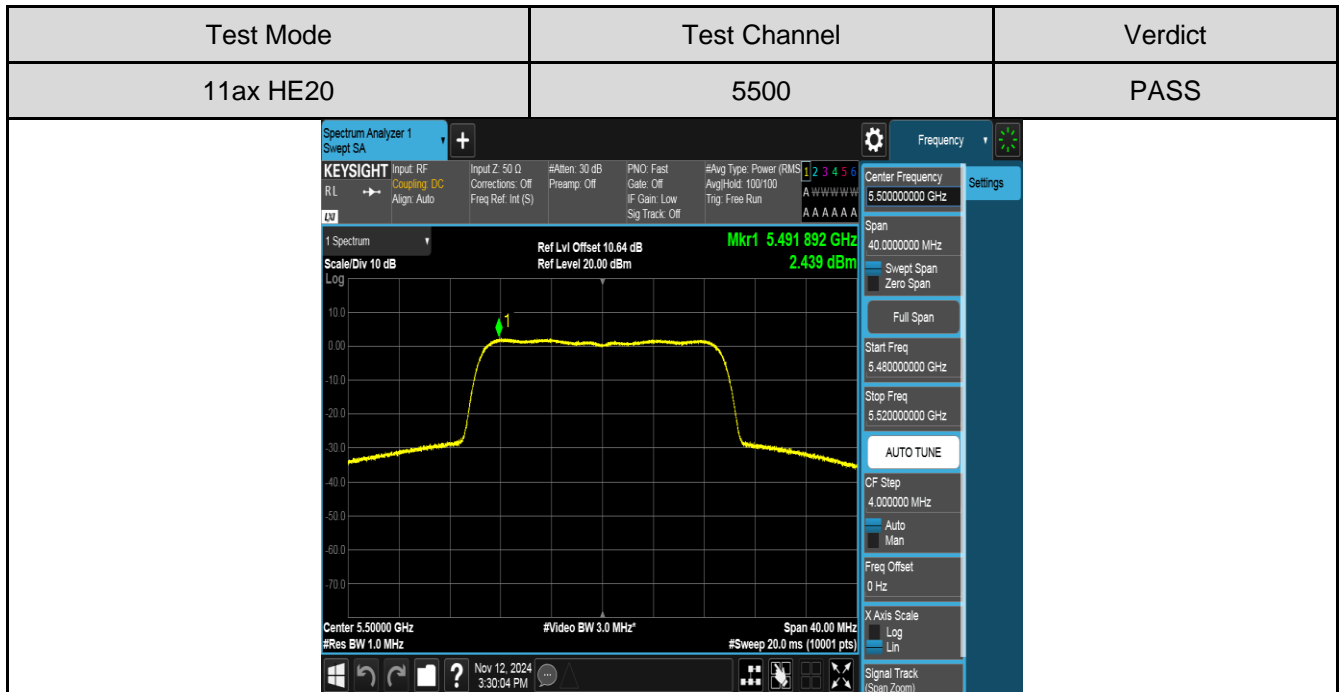 Test Mode Test Channel Verdict
11ax HE20 5500 PASS
Spectrum Analyzer 1
Swept SA
+
Frequency
KEYSIGHT
RL
LXI
Input: RF
Coupling: DC
Align: Auto
Input Z: 50 Ω
Corrections: Off
Freq Ref: Int (S)
#Atten: 30 dB
Preamp: Off
PNO: Fast
Gate: Off
IF Gain: Low
Sig Track: Off
#Avg Type: Power (RMS
Avg|Hold: 100/100
Trig: Free Run
1 2 3 4 5 6
A W W W W W
A A A A A A
1 Spectrum
Scale/Div 10 dB
Log
Ref Lvl Offset 10.64 dB
Ref Level 20.00 dBm
Mkr1 5.491 892 GHz
2.439 dBm
1
10.0
0.00
-10.0
-20.0
-30.0
-40.0
-50.0
-60.0
-70.0
Center 5.50000 GHz
#Res BW 1.0 MHz
#Video BW 3.0 MHz*
Span 40.00 MHz
#Sweep 20.0 ms (10001 pts)
Center Frequency
5.500000000 GHz
Settings
Span
40.0000000 MHz
Swept Span
Zero Span
Full Span
Start Freq
5.480000000 GHz
Stop Freq
5.520000000 GHz
AUTO TUNE
CF Step
4.000000 MHz
Auto
Man
Freq Offset
0 Hz
X Axis Scale
Log
Lin
Signal Track
(Span Zoom)
?
Nov 12, 2024
3:30:04 PM